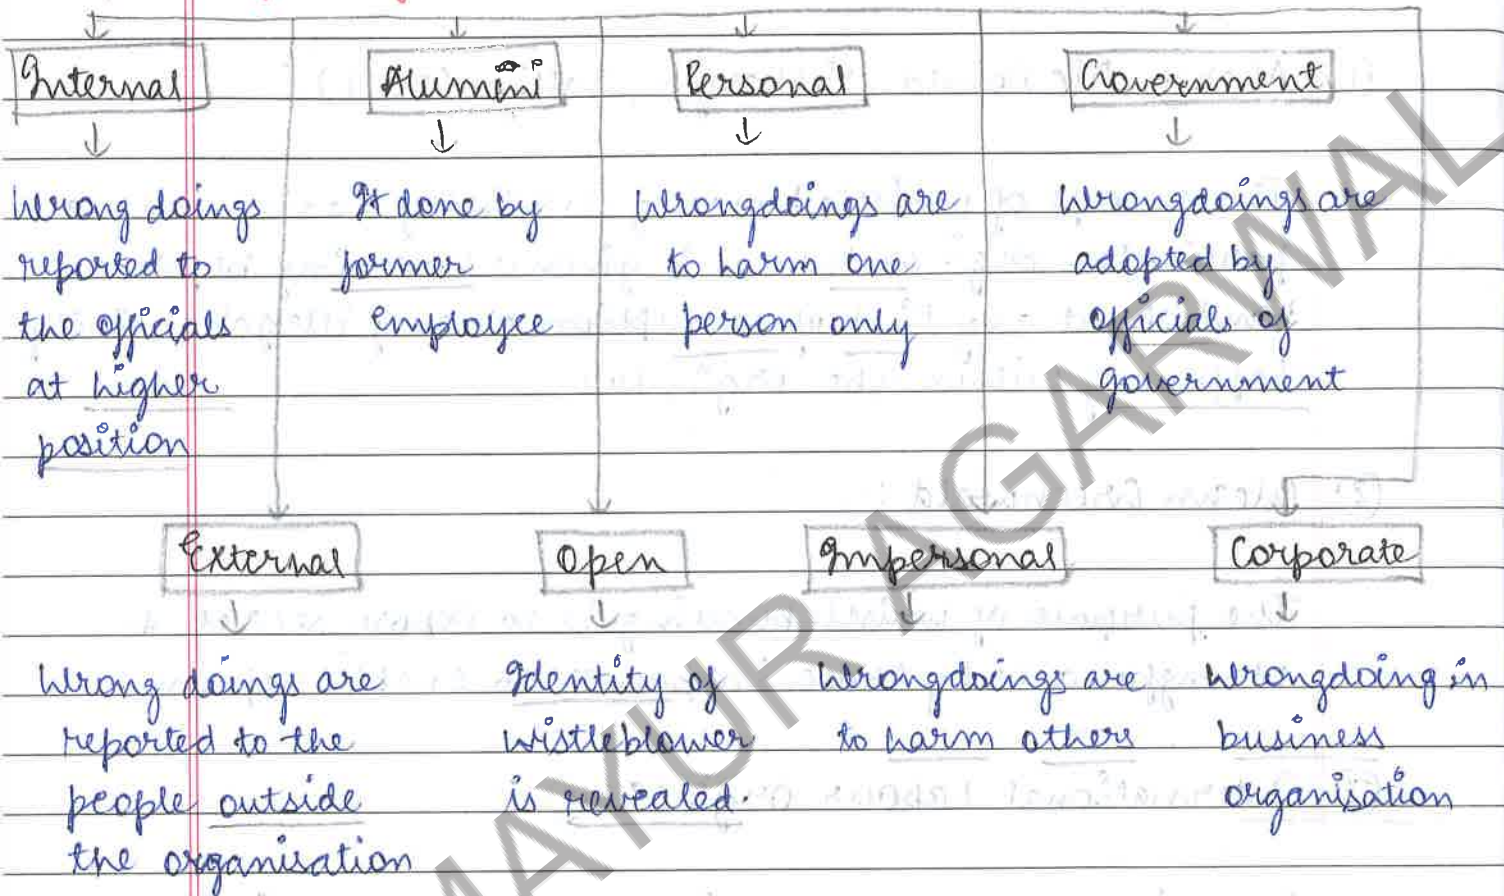 Internal
Alumini
Personal
Government
Wrong doings
reported to
the officials
at higher
position
It done by
former
employee
Wrongdoings are
to harm one
person only
Wrongdoings are
adopted by
officials of
government
External
Open
Impersonal
Corporate
Wrong doings are
reported to the
people outside
the organisation
Identity of
wistleblower
is revealed.
Wrongdoings are
to harm others
Wrongdoing in
business
organisation
MAYUR AGARWAL